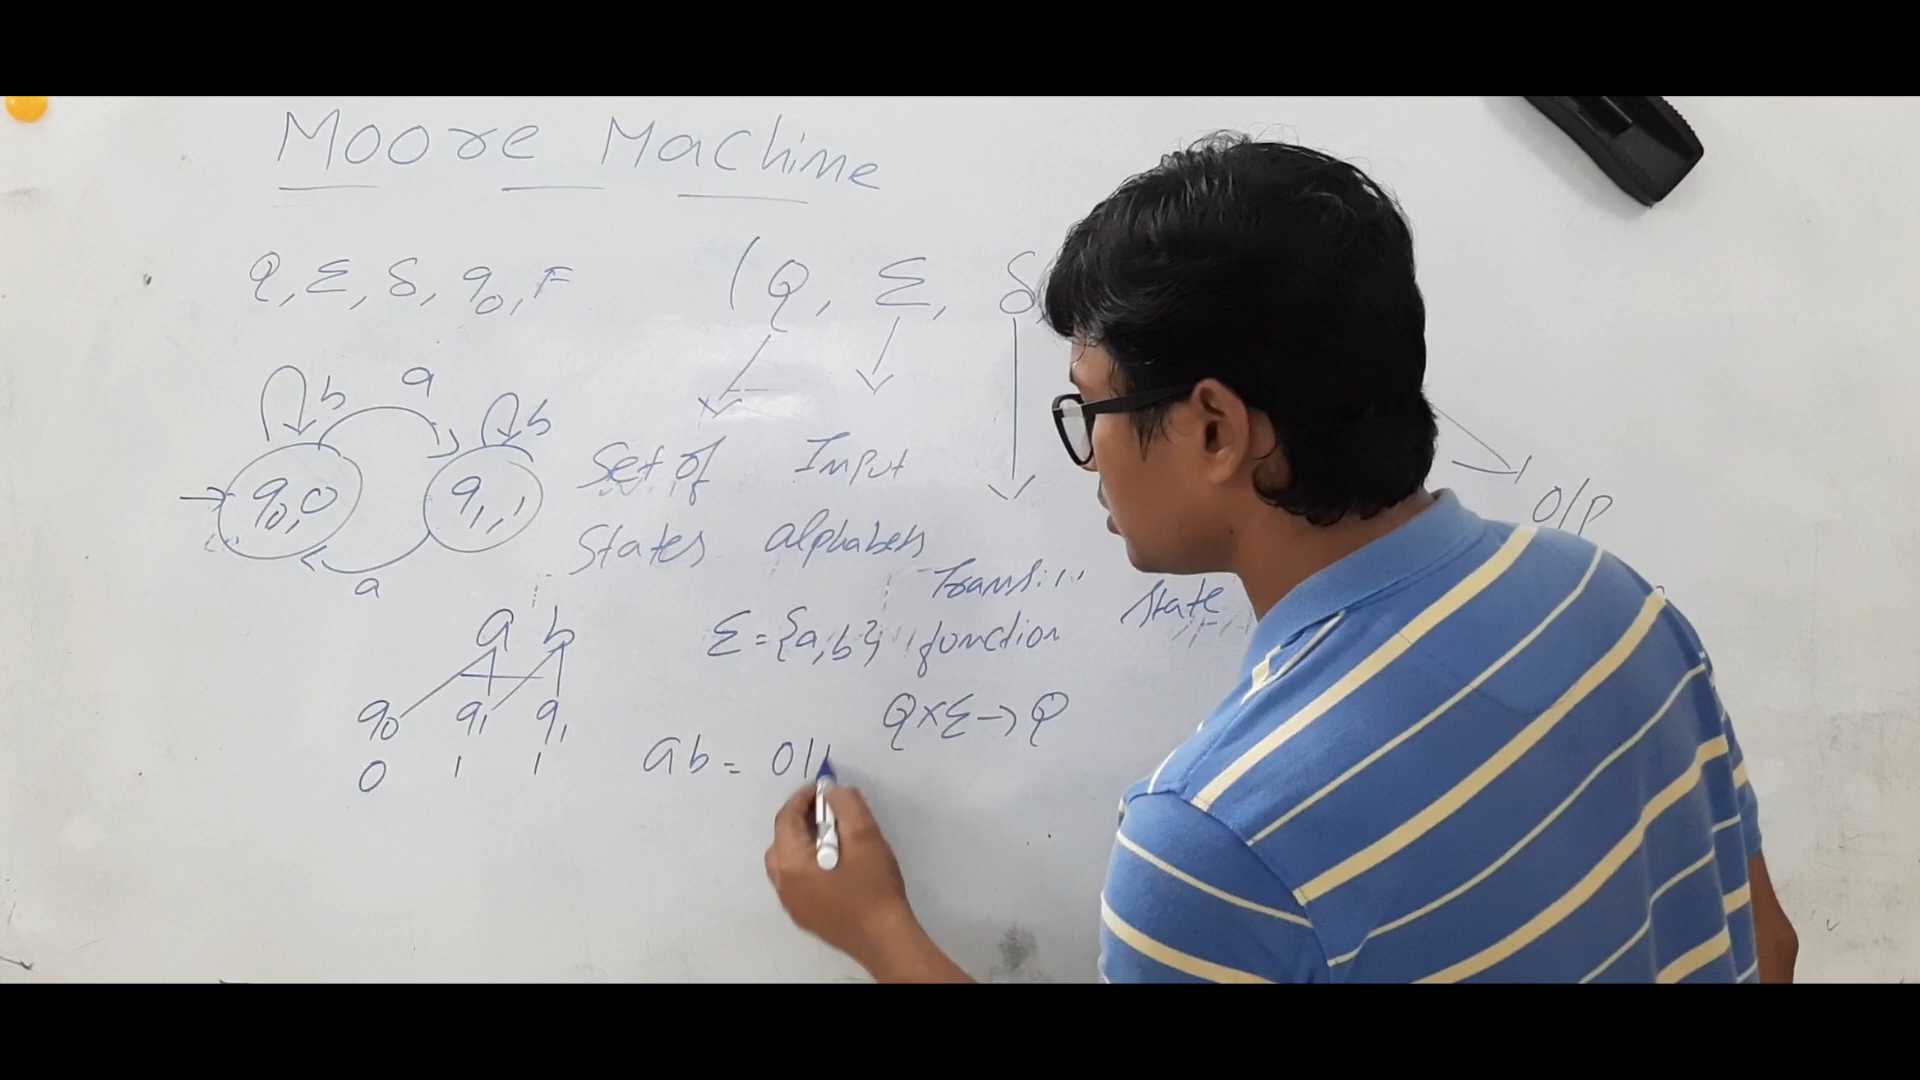 Moore Machine
Q, Σ, δ, q0, F
(Q, Σ, δ,
b a b
q0,0 q1,1
a
Set of
States
Input
alphabets
function
State
O/P
Σ = {a,b}
Q×Σ→Q
a b
q0 q1 q1
0 1 1
ab = 011